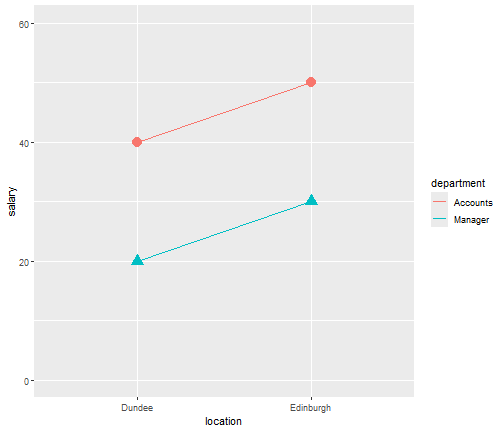 60
40
20
0
salary
Dundee Edinburgh
location
department
Accounts
Manager